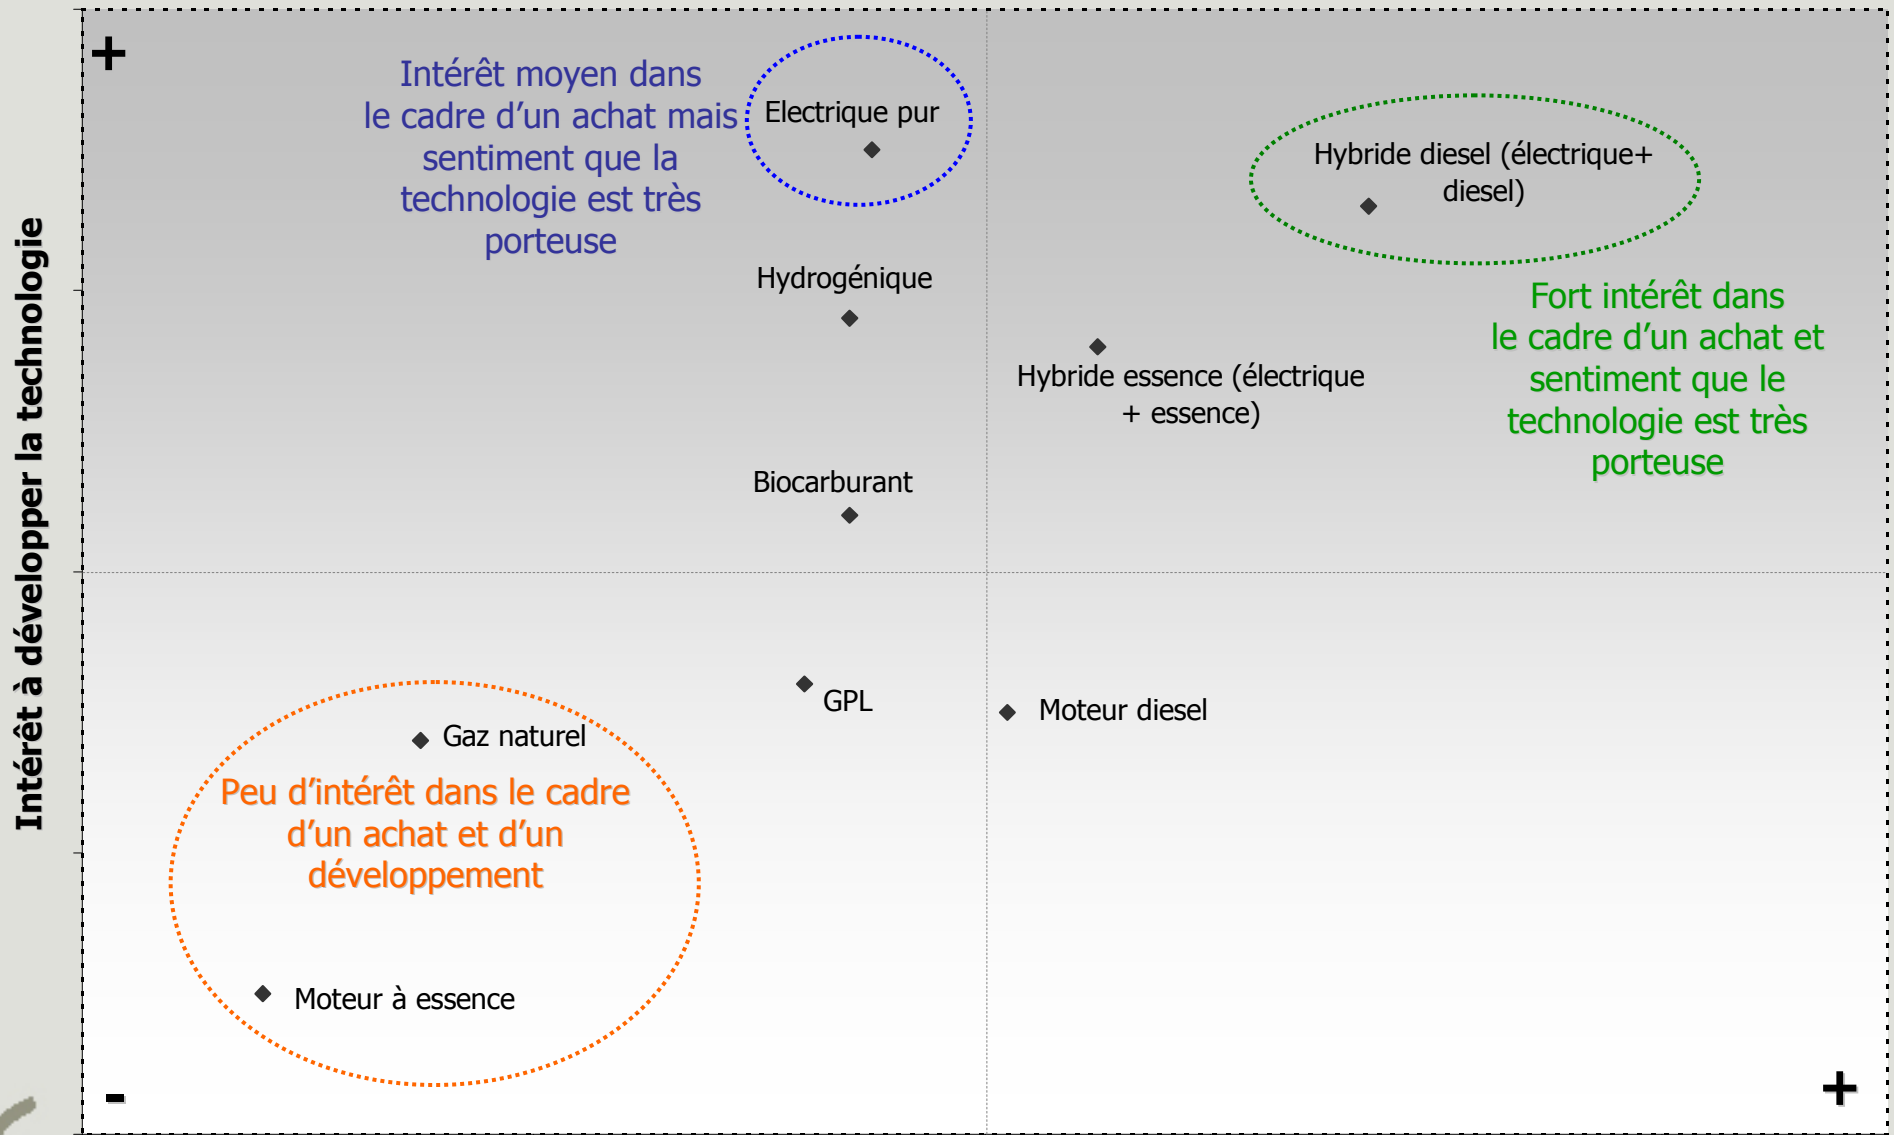 +
Intérêt moyen dans
le cadre d’un achat mais
sentiment que la
technologie est très
porteuse
Electrique pur
Hybride diesel (électrique+
diesel)
Intérêt à développer la technologie
Hydrogénique
Fort intérêt dans
le cadre d’un achat et
sentiment que le
technologie est très
porteuse
Hybride essence (électrique
+ essence)
Biocarburant
GPL
Moteur diesel
Gaz naturel
Peu d’intérêt dans le cadre
d’un achat et d’un
développement
Moteur à essence
-
+